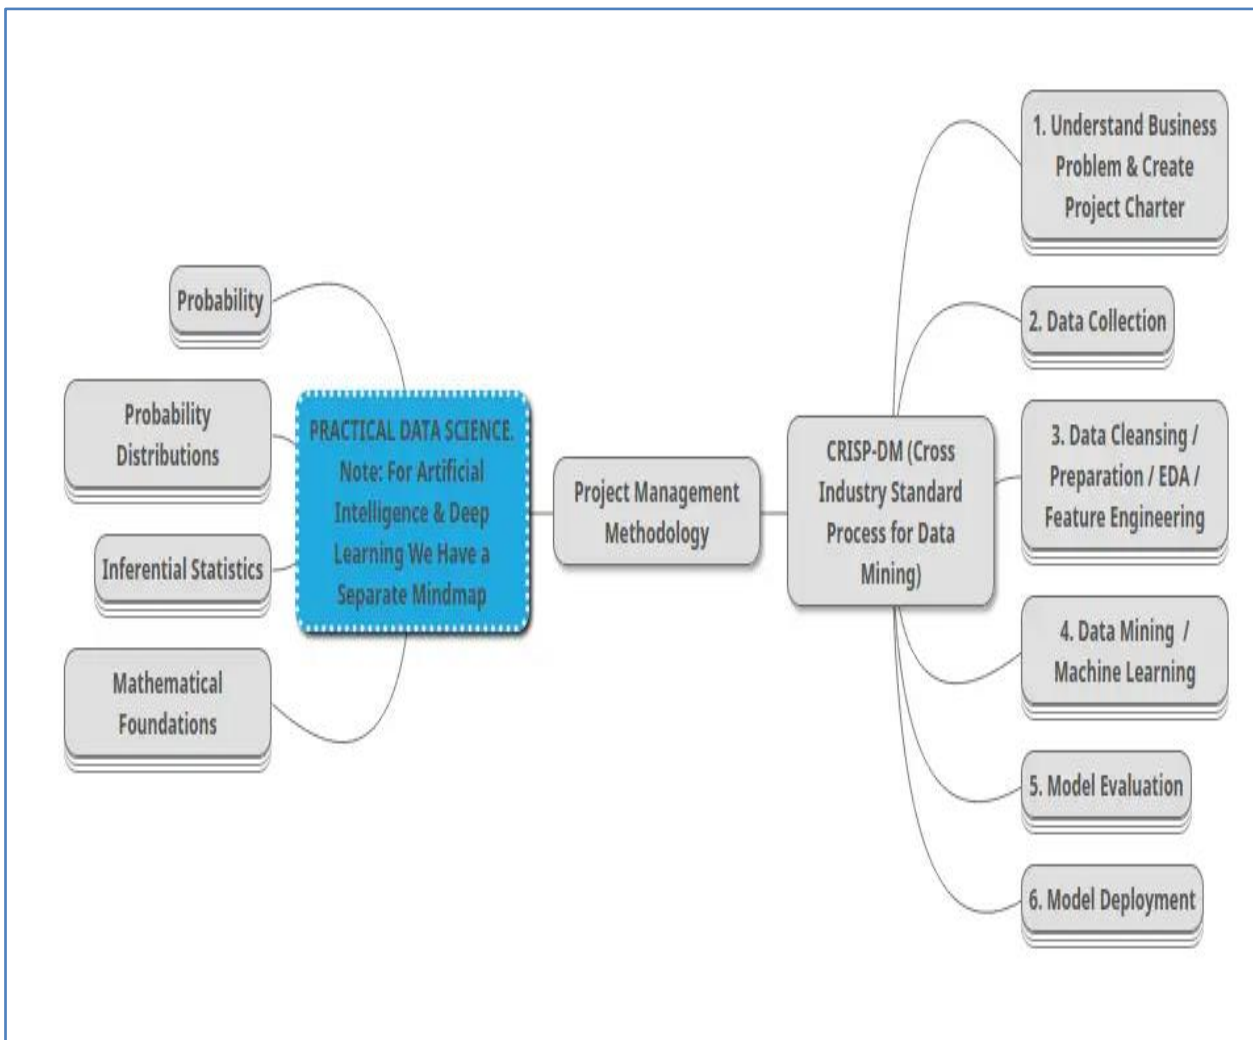 Probability
Probability
Distributions
Inferential Statistics
Mathematical
Foundations
PRACTICAL DATA SCIENCE.
Note: For Artificial
Intelligence & Deep
Learning We Have a
Separate Mindmap
Project Management
Methodology
CRISP-DM (Cross
Industry Standard
Process for Data
Mining)
1. Understand Business
Problem & Create
Project Charter
2. Data Collection
3. Data Cleansing /
Preparation / EDA /
Feature Engineering
4. Data Mining /
Machine Learning
5. Model Evaluation
6. Model Deployment